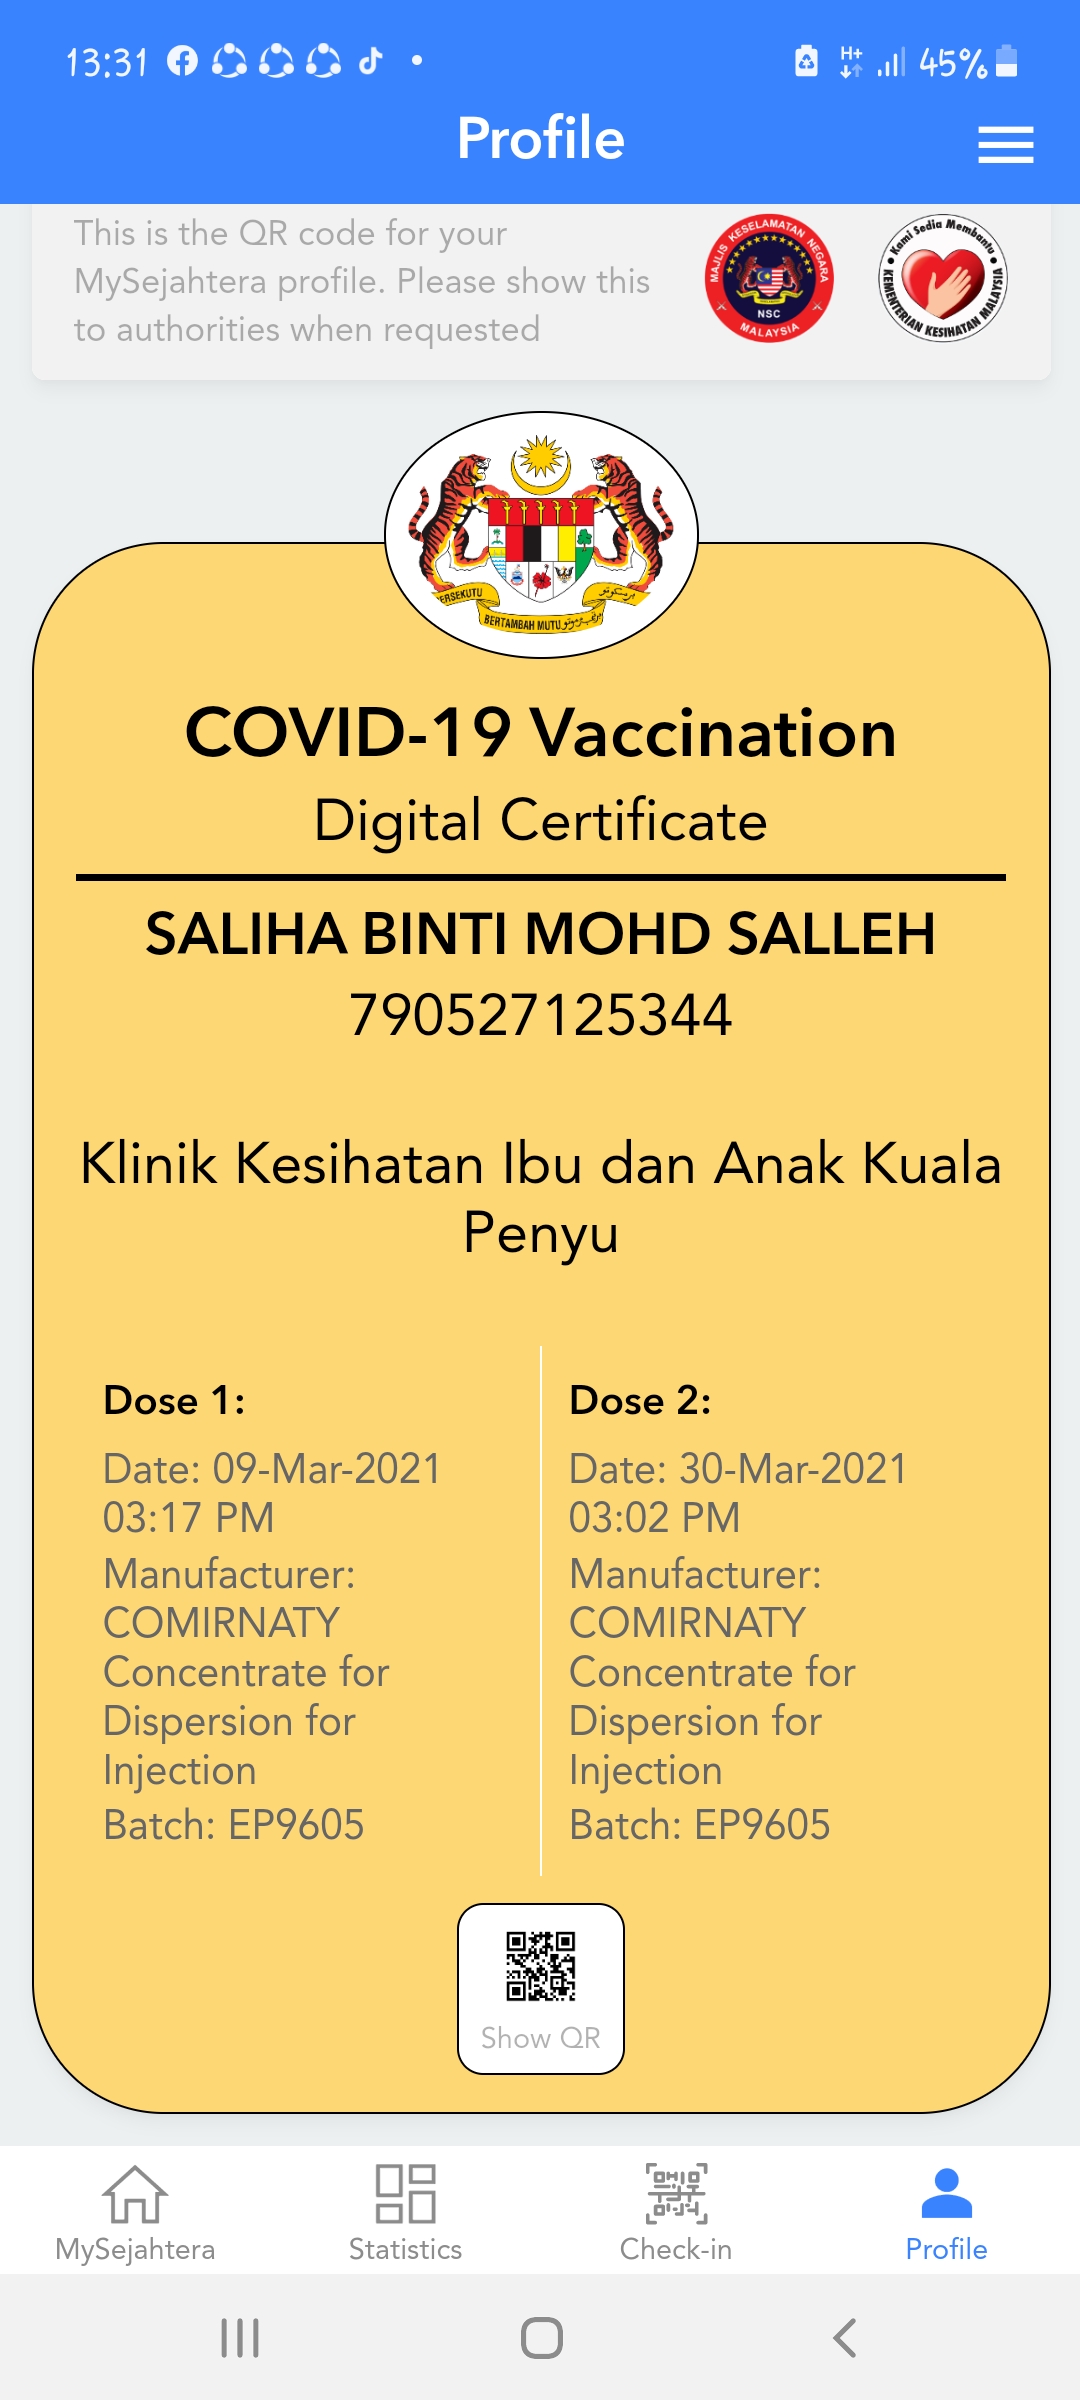 13:31
H+
45%
Profile
This is the QR code for your
MySejahtera profile. Please show this
to authorities when requested
MAJLIS KESELAMATAN NEGARA
NSC
MALAYSIA
Kami Sedia Membantu
KEMENTERIAN KESIHATAN MALAYSIA
ERSEKUTU
BERTAMBAH MUTU
COVID-19 Vaccination
Digital Certificate
SALIHA BINTI MOHD SALLEH
790527125344
Klinik Kesihatan Ibu dan Anak Kuala
Penyu
Dose 1:
Date: 09-Mar-2021
03:17 PM
Manufacturer:
COMIRNATY
Concentrate for
Dispersion for
Injection
Batch: EP9605
Dose 2:
Date: 30-Mar-2021
03:02 PM
Manufacturer:
COMIRNATY
Concentrate for
Dispersion for
Injection
Batch: EP9605
Show QR
MySejahtera
Statistics
Check-in
Profile